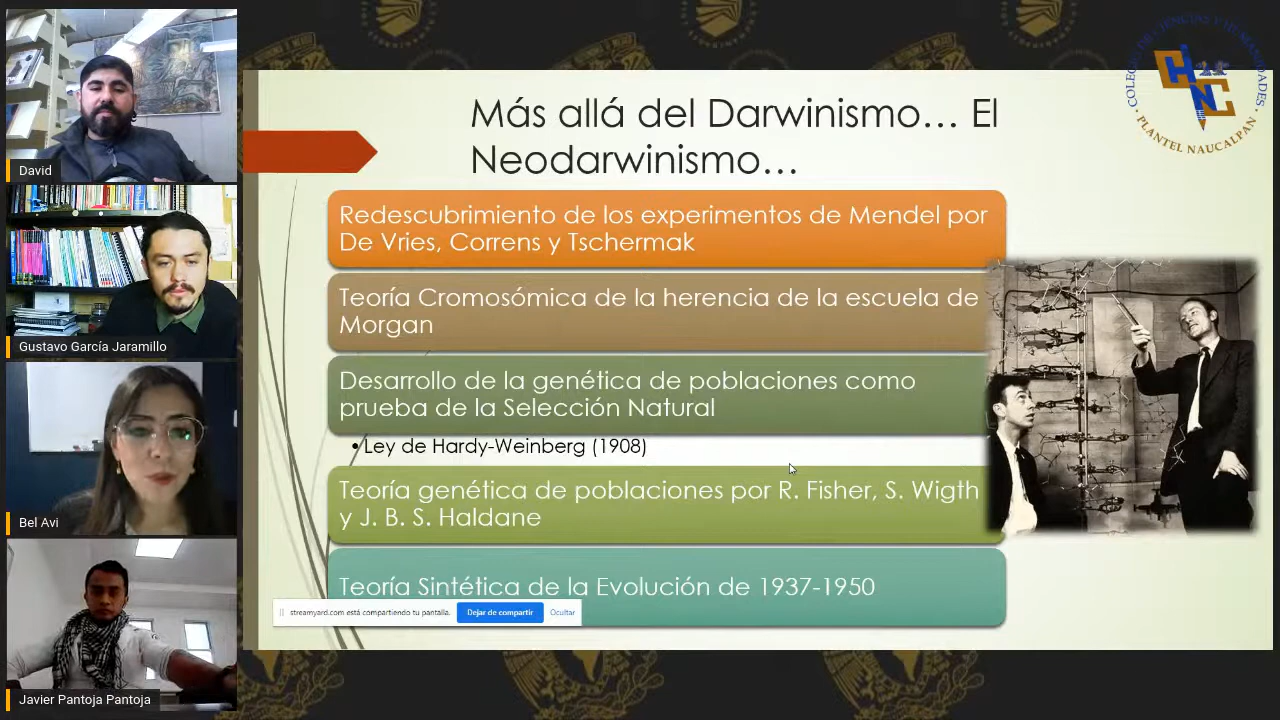 David
Gustavo García Jaramillo
Bel Avi
Javier Pantoja Pantoja
Más allá del Darwinismo… El
Neodarwinismo…
Redescubrimiento de los experimentos de Mendel por
De Vries, Correns y Tschermak
Teoría Cromosómica de la herencia de la escuela de
Morgan
Desarrollo de la genética de poblaciones como
prueba de la Selección Natural
• Ley de Hardy-Weinberg (1908)
Teoría genética de poblaciones por R. Fisher, S. Wigth
y J. B. S. Haldane
Teoría Sintética de la Evolución de 1937-1950
streamyard.com está compartiendo tu pantalla.
Dejar de compartir
Ocultar
COLEGIO DE CIENCIAS Y HUMANIDADES
PLANTEL NAUCALPAN